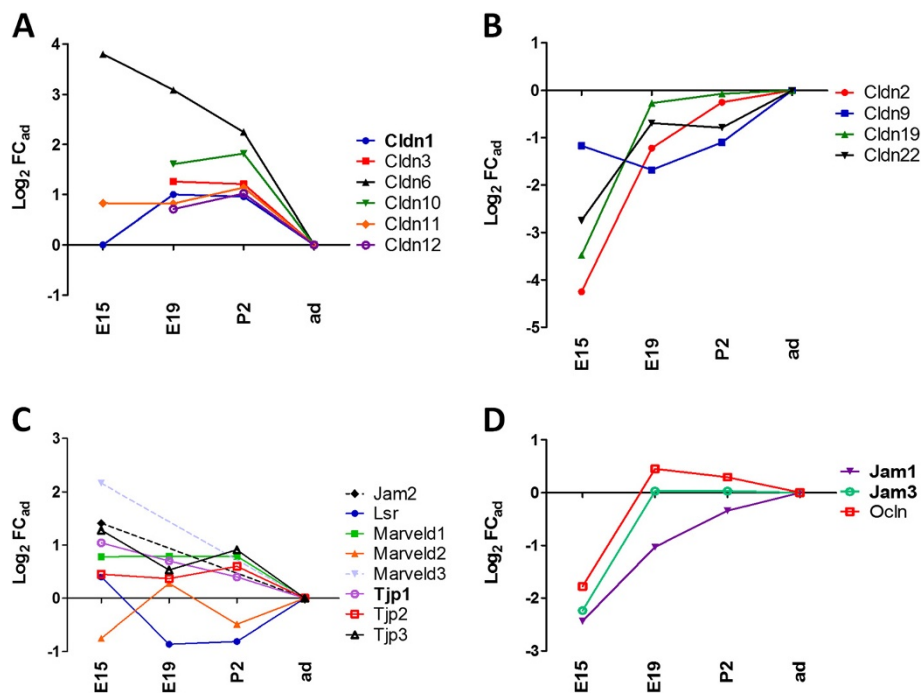 A
Log2 FCad
4
3
2
1
0
-1
E15
E19
P2
ad
Cldn1
Cldn3
Cldn6
Cldn10
Cldn11
Cldn12
B
Log2 FCad
1
0
-1
-2
-3
-4
-5
E15
E19
P2
ad
Cldn2
Cldn9
Cldn19
Cldn22
C
Log2 FCad
3
2
1
0
-1
E15
E19
P2
ad
Jam2
Lsr
Marveld1
Marveld2
Marveld3
Tjp1
Tjp2
Tjp3
D
Log2 FCad
1
0
-1
-2
-3
E15
E19
P2
ad
Jam1
Jam3
Ocln